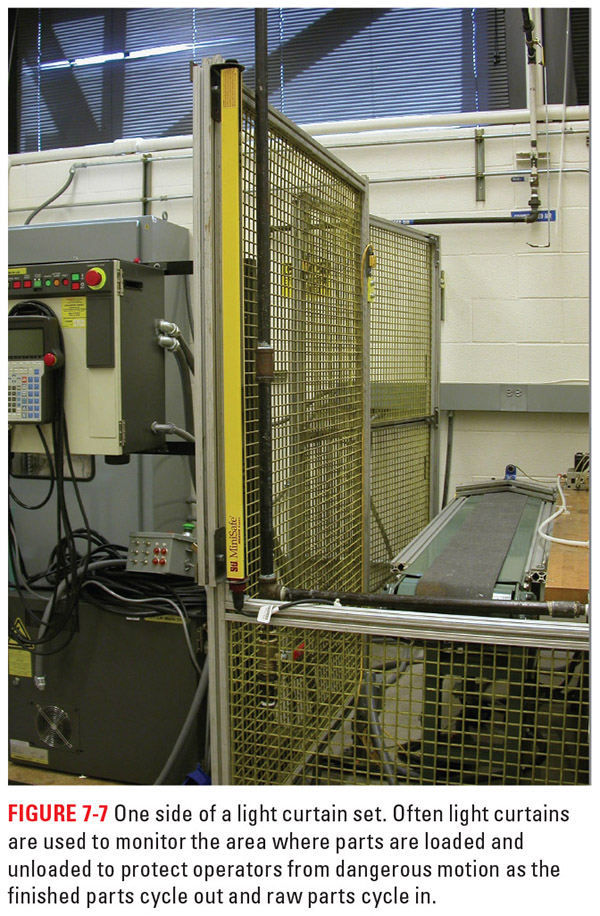 STI MiniSafe
FIGURE 7-7 One side of a light curtain set. Often light curtains
are used to monitor the area where parts are loaded and
unloaded to protect operators from dangerous motion as the
finished parts cycle out and raw parts cycle in.